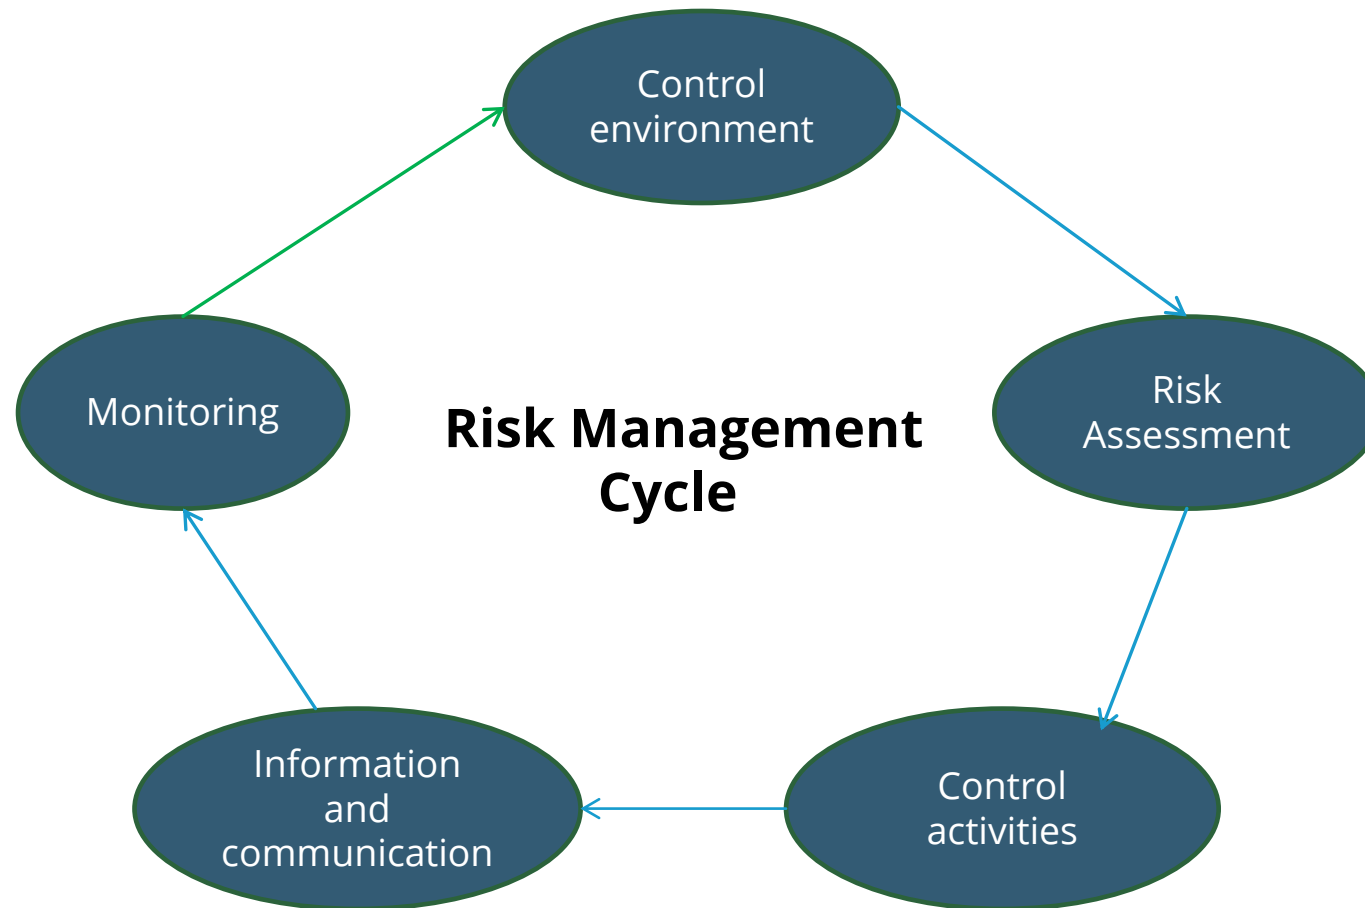 Control
environment
Risk
Assessment
Monitoring
Risk Management
Cycle
Information
and
communication
Control
activities